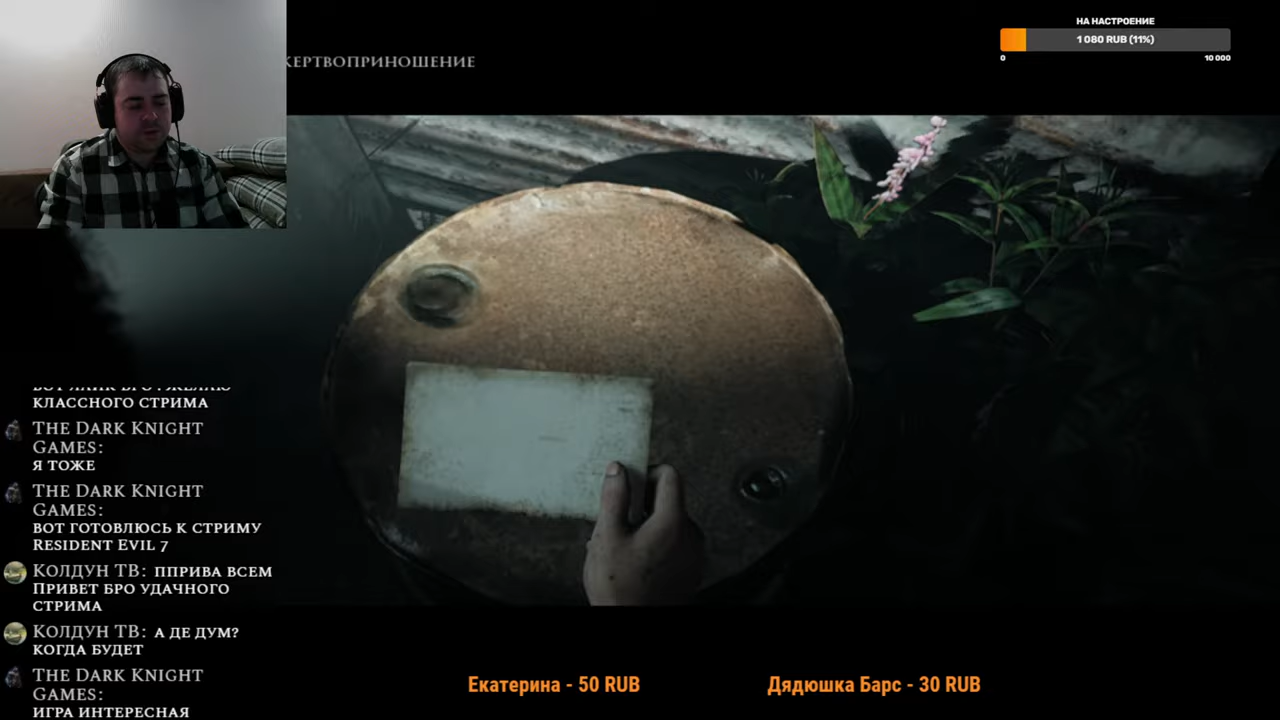 НА НАСТРОЕНИЕ
1 080 RUB (11%)
0 10 000
ЖЕРТВОПРИНОШЕНИЕ
КЛАССНОГО СТРИМА
THE DARK KNIGHT
GAMES:
Я ТОЖЕ
THE DARK KNIGHT
GAMES:
ВОТ ГОТОВЛЮСЬ К СТРИМУ
RESIDENT EVIL 7
КОЛДУН ТВ: ППРИВА ВСЕМ
ПРИВЕТ БРО УДАЧНОГО
СТРИМА
КОЛДУН ТВ: А ДЕ ДУМ?
КОГДА БУДЕТ
THE DARK KNIGHT
GAMES:
ИГРА ИНТЕРЕСНАЯ
Екатерина - 50 RUB
Дядюшка Барс - 30 RUB